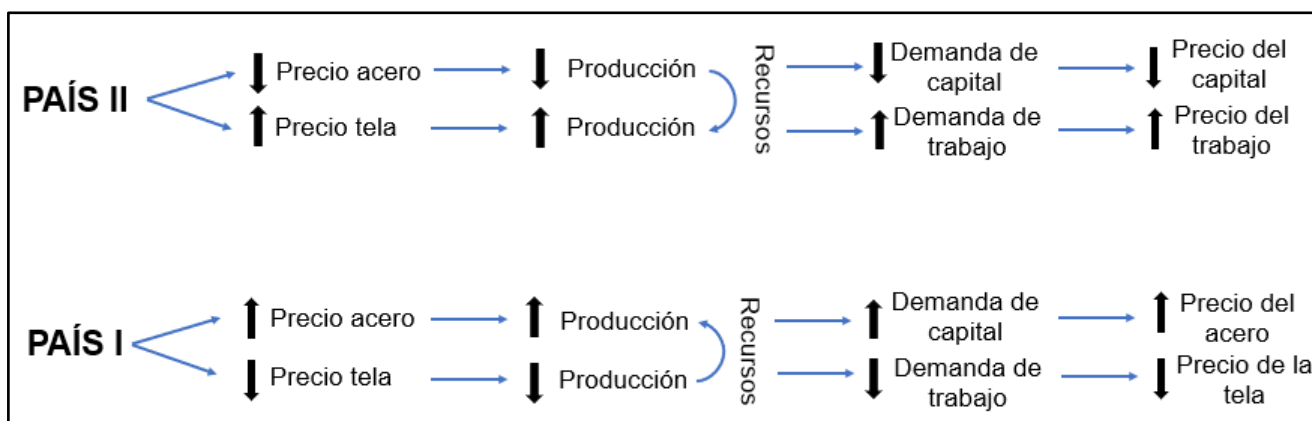 PAÍS II
Precio acero
Producción
Recursos
Demanda de
capital
Precio del
capital
Precio tela
Producción
Demanda de
trabajo
Precio del
trabajo
PAÍS I
Precio acero
Producción
Recursos
Demanda de
capital
Precio del
acero
Precio tela
Producción
Demanda de
trabajo
Precio de la
tela